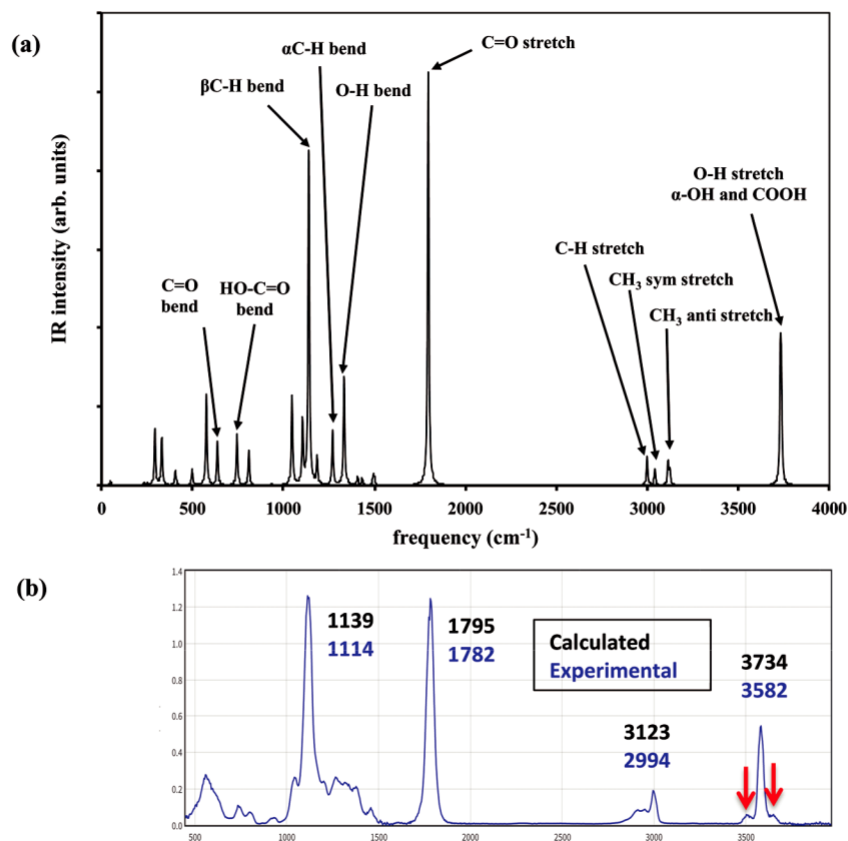 (a)
C=O stretch
αC-H bend
βC-H bend
O-H bend
O-H stretch
α-OH and COOH
C-H stretch
CH3 sym stretch
CH3 anti stretch
C=O
bend
HO-C=O
bend
IR intensity (arb. units)
0 500 1000 1500 2000 2500 3000 3500 4000
frequency (cm-1)
(b)
1.4
1.2
1.0
0.8
0.6
0.4
0.2
0.0
1139
1114
1795
1782
Calculated
Experimental
3123
2994
3734
3582
500 1000 1500 2000 2500 3000 3500